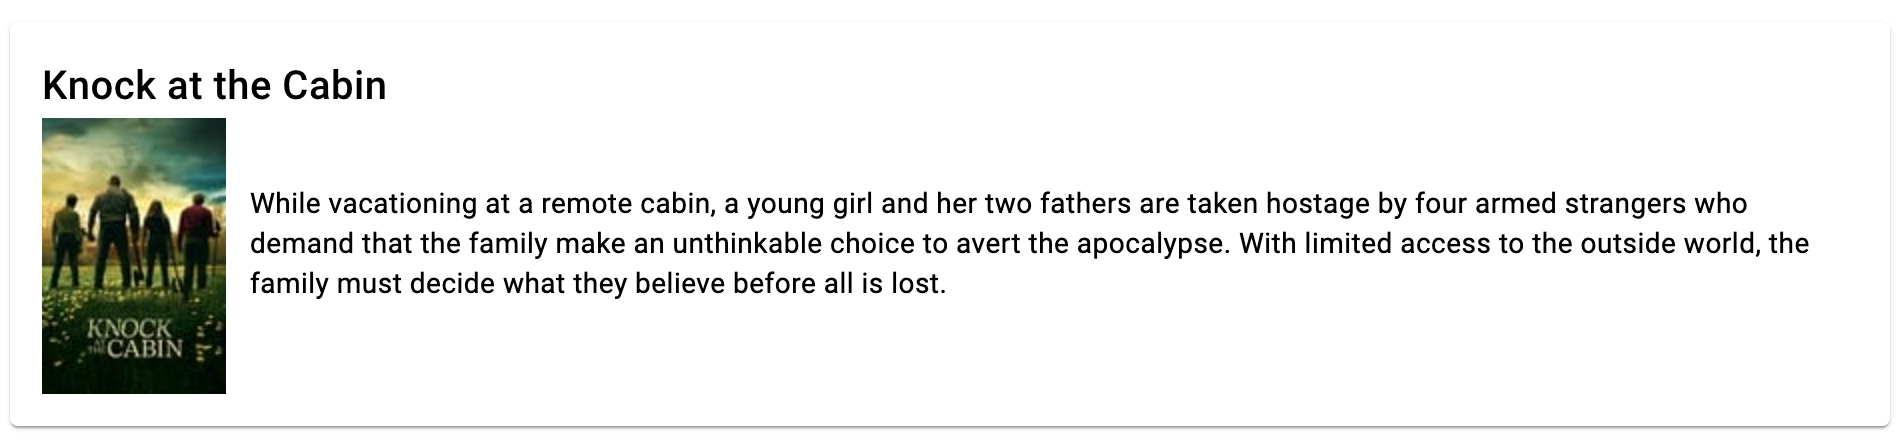 Knock at the Cabin
While vacationing at a remote cabin, a young girl and her two fathers are taken hostage by four armed strangers who
demand that the family make an unthinkable choice to avert the apocalypse. With limited access to the outside world, the
family must decide what they believe before all is lost.
KNOCK
AT THE CABIN